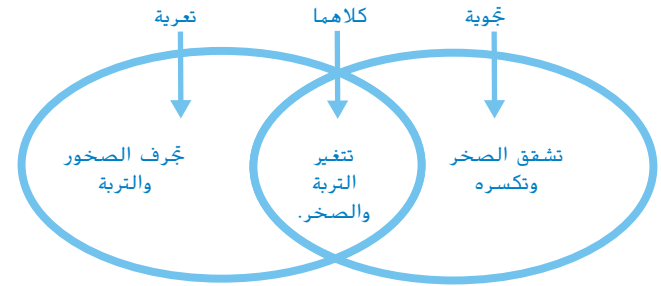 تجوية
كلاهما
تعرية
تشقق الصخر
وتكسره
تتغير
التربة
والصخر.
تجرف الصخور
والتربة